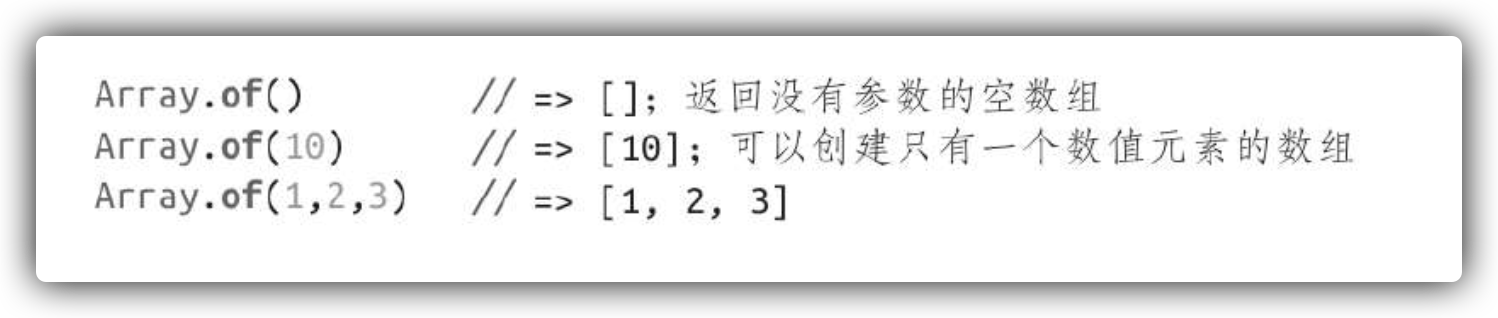 Array.of() // => []; 返回没有参数的空数组
Array.of(10) // => [10]; 可以创建只有一个数值元素的数组
Array.of(1,2,3) // => [1, 2, 3]